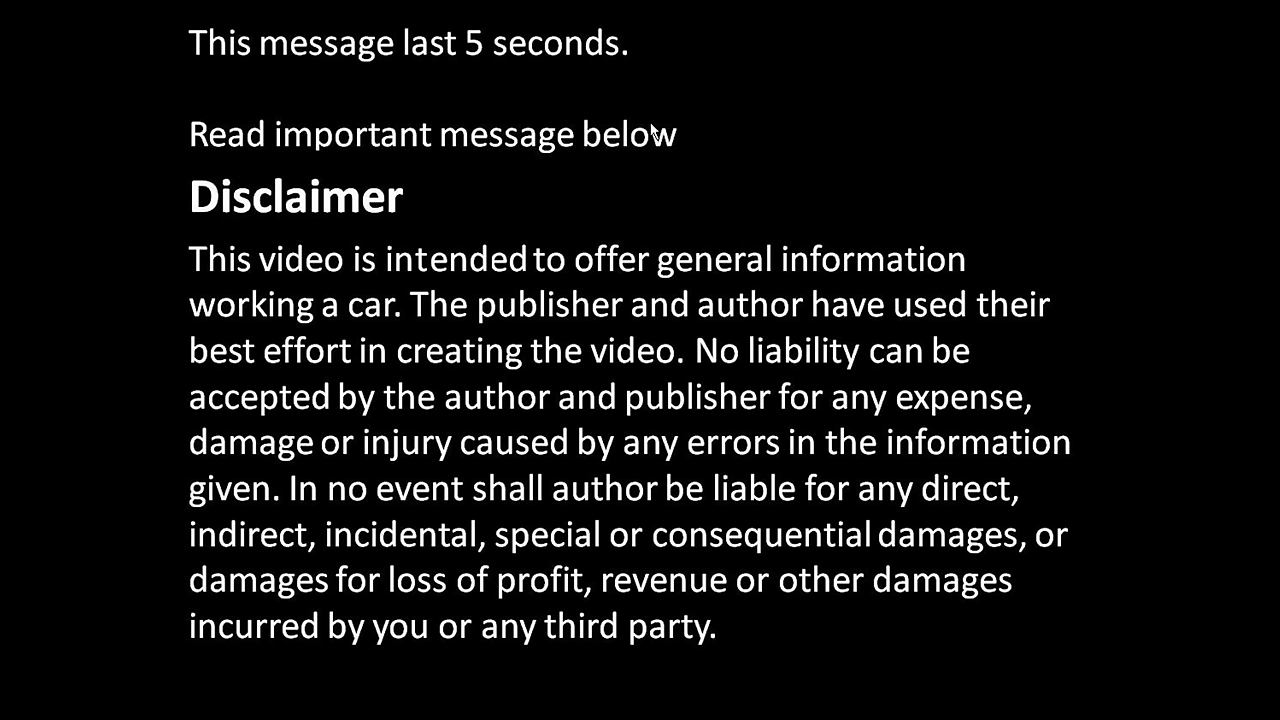 This message last 5 seconds.
Read important message below
Disclaimer
This video is intended to offer general information
working a car. The publisher and author have used their
best effort in creating the video. No liability can be
accepted by the author and publisher for any expense,
damage or injury caused by any errors in the information
given. In no event shall author be liable for any direct,
indirect, incidental, special or consequential damages, or
damages for loss of profit, revenue or other damages
incurred by you or any third party.